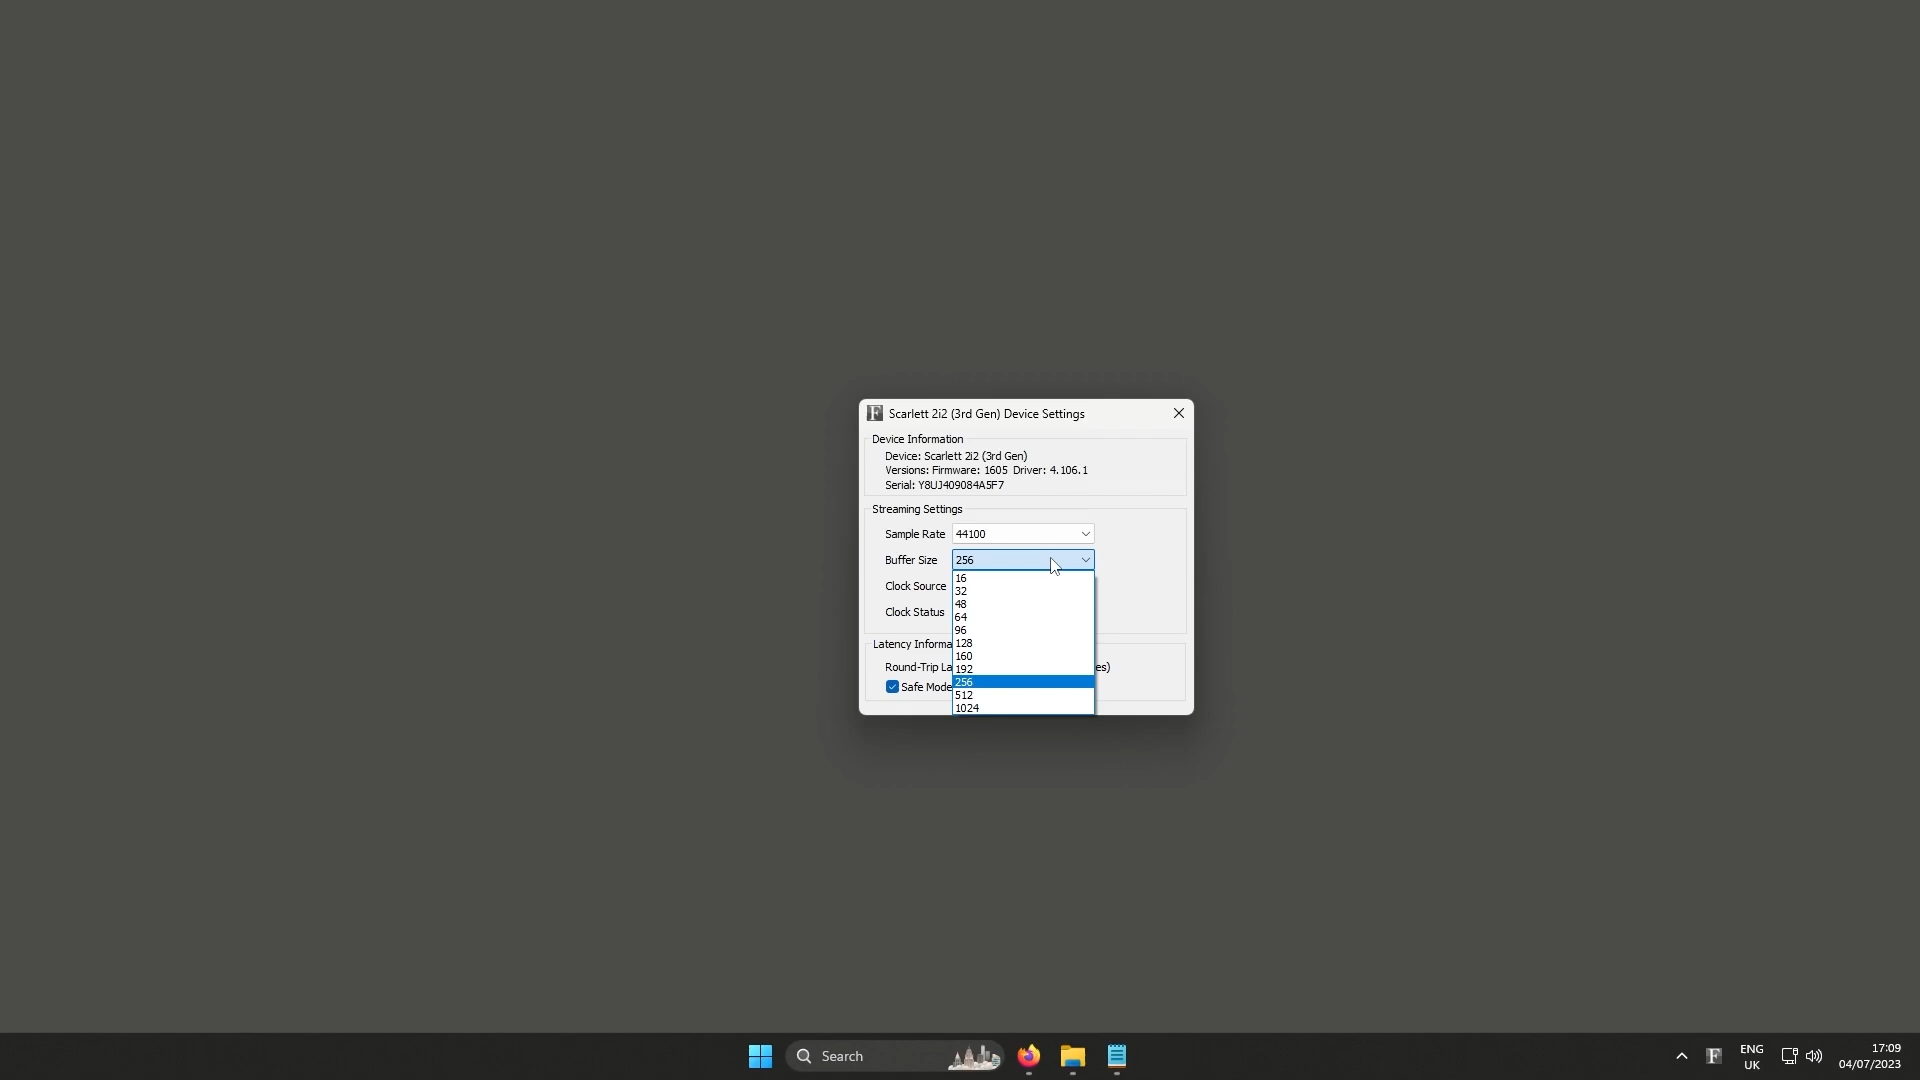 Scarlett 2i2 (3rd Gen) Device Settings
Device Information
Device: Scarlett 2i2 (3rd Gen)
Versions: Firmware: 1605 Driver: 4.106.1
Serial: Y8UJ409084A5F7
Streaming Settings
Sample Rate 44100
Buffer Size 256
16
Clock Source
32
48
Clock Status
64
96
128
Latency Informa
160
Round-Trip La
es)
192
256
Safe Mode
512
1024
Search
ENG
UK
17:09
04/07/2023